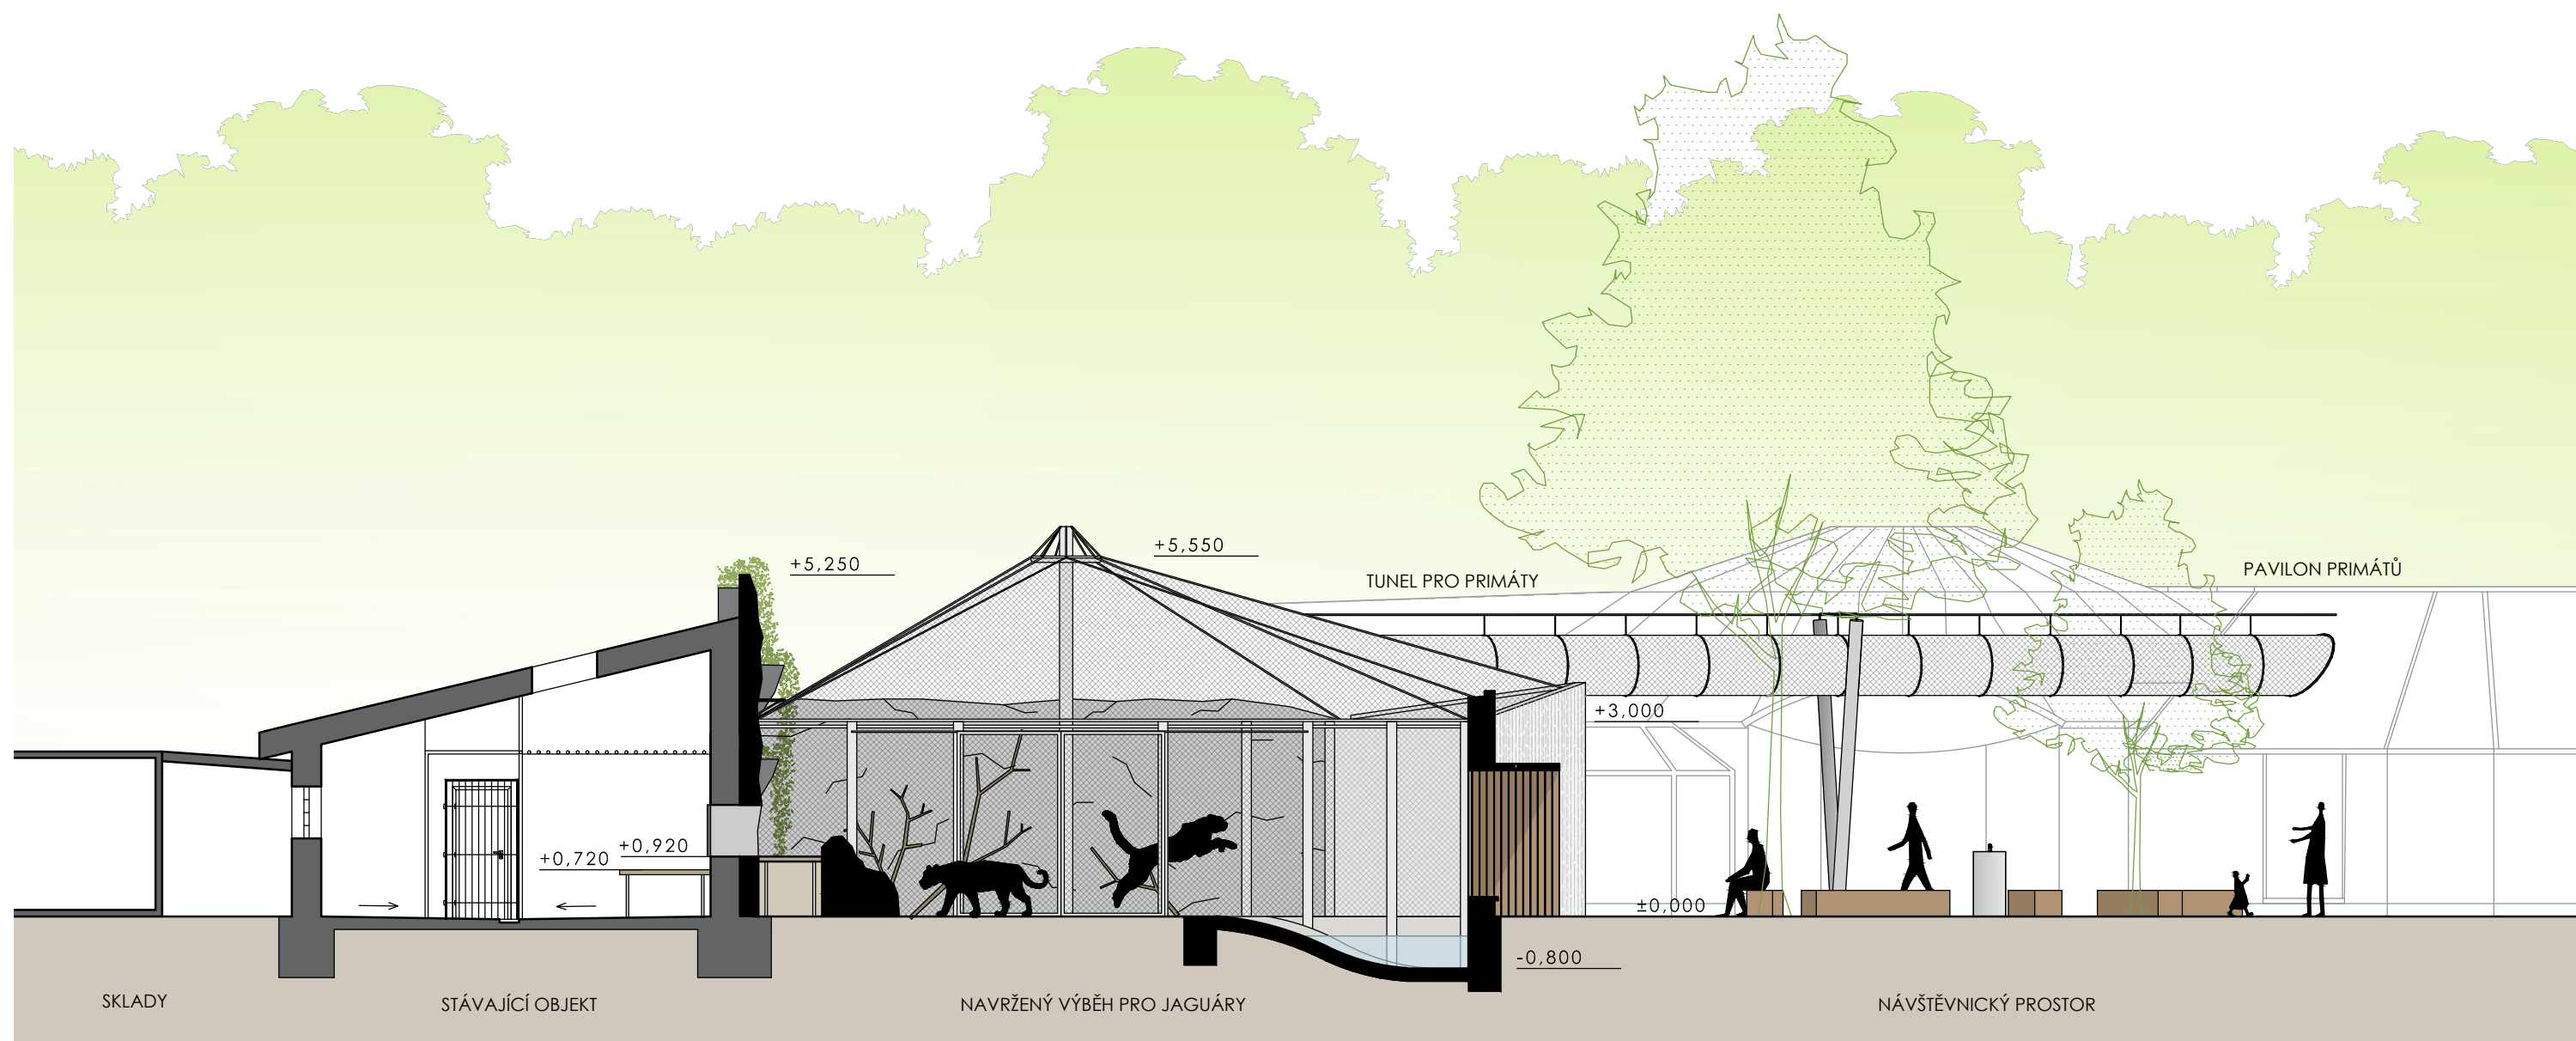 +5,550
+5,250
PAVILON PRIMÁTŮ
TUNEL PRO PRIMÁTY
+3,000
+0,920
+0,720
±0,000
-0,800
SKLADY
STÁVAJÍCÍ OBJEKT
NAVRŽENÝ VÝBĚH PRO JAGUÁRY
NÁVŠTĚVNICKÝ PROSTOR